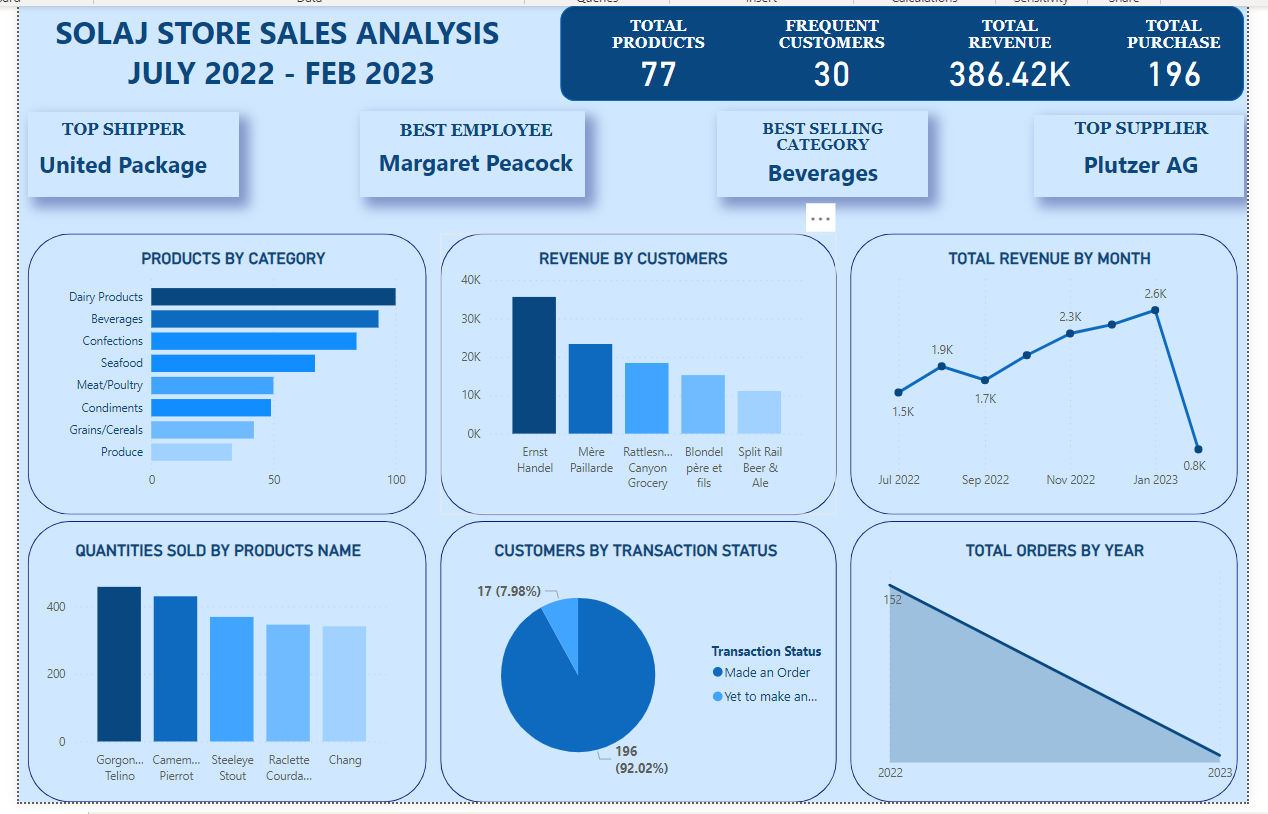 Data
Queries
Insert
Calculations
Sensitivity
Share
SOLAJ STORE SALES ANALYSIS
JULY 2022 - FEB 2023
TOTAL
PRODUCTS
77
FREQUENT
CUSTOMERS
30
TOTAL
REVENUE
386.42K
TOTAL
PURCHASE
196
TOP SHIPPER
United Package
BEST EMPLOYEE
Margaret Peacock
BEST SELLING
CATEGORY
Beverages
TOP SUPPLIER
Plutzer AG
...
PRODUCTS BY CATEGORY
Dairy Products
Beverages
Confections
Seafood
Meat/Poultry
Condiments
Grains/Cereals
Produce
0
50
100
REVENUE BY CUSTOMERS
40K
30K
20K
10K
0K
Ernst
Handel
Mère
Paillarde
Rattlesn...
Canyon
Grocery
Blondel
père et
fils
Split Rail
Beer &
Ale
TOTAL REVENUE BY MONTH
1.5K
1.9K
1.7K
2.3K
2.6K
0.8K
Jul 2022
Sep 2022
Nov 2022
Jan 2023
QUANTITIES SOLD BY PRODUCTS NAME
400
200
0
Gorgon...
Telino
Camem...
Pierrot
Steeleye
Stout
Raclette
Courda...
Chang
CUSTOMERS BY TRANSACTION STATUS
17 (7.98%)
196
(92.02%)
Transaction Status
Made an Order
Yet to make an...
TOTAL ORDERS BY YEAR
152
2022
2023